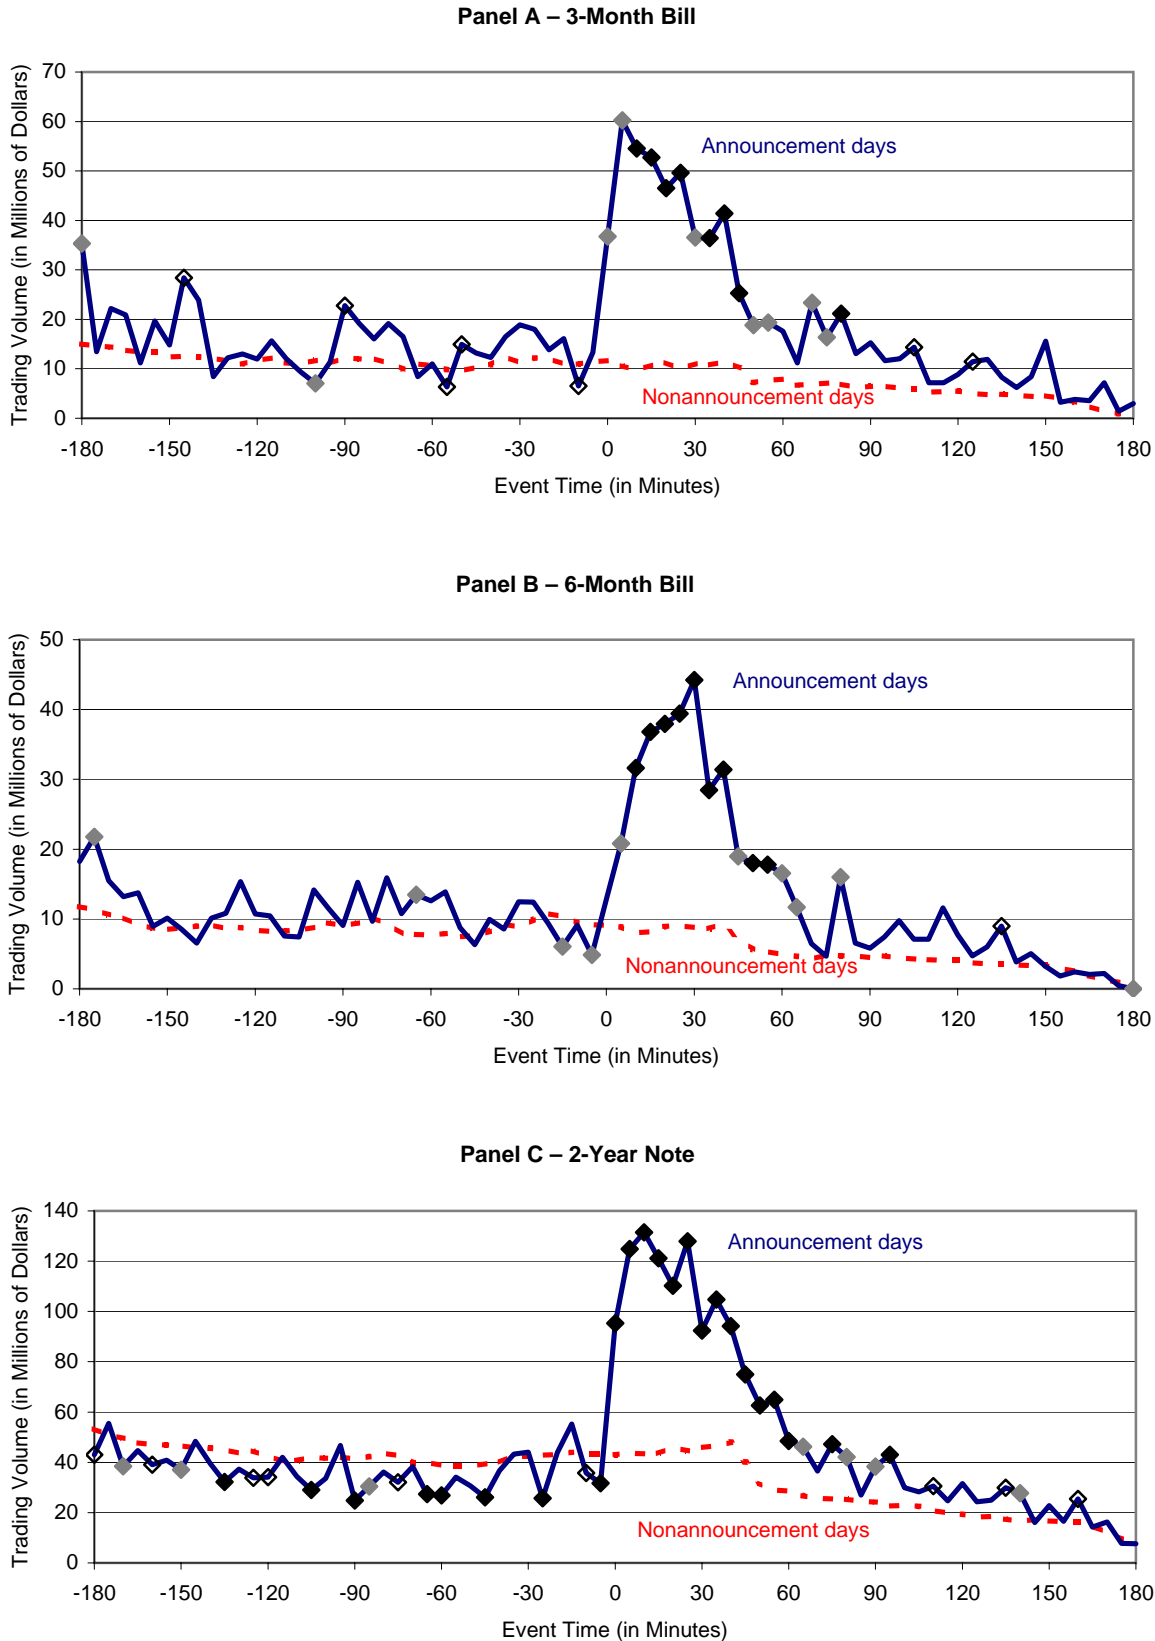 Panel A – 3-Month Bill
Trading Volume (in Millions of Dollars)
70
60
50
40
30
20
10
0
Announcement days
Nonannouncement days
-180 -150 -120 -90 -60 -30 0 30 60 90 120 150 180
Event Time (in Minutes)
Panel B – 6-Month Bill
Trading Volume (in Millions of Dollars)
50
40
30
20
10
0
Announcement days
Nonannouncement days
-180 -150 -120 -90 -60 -30 0 30 60 90 120 150 180
Event Time (in Minutes)
Panel C – 2-Year Note
Trading Volume (in Millions of Dollars)
140
120
100
80
60
40
20
0
Announcement days
Nonannouncement days
-180 -150 -120 -90 -60 -30 0 30 60 90 120 150 180
Event Time (in Minutes)